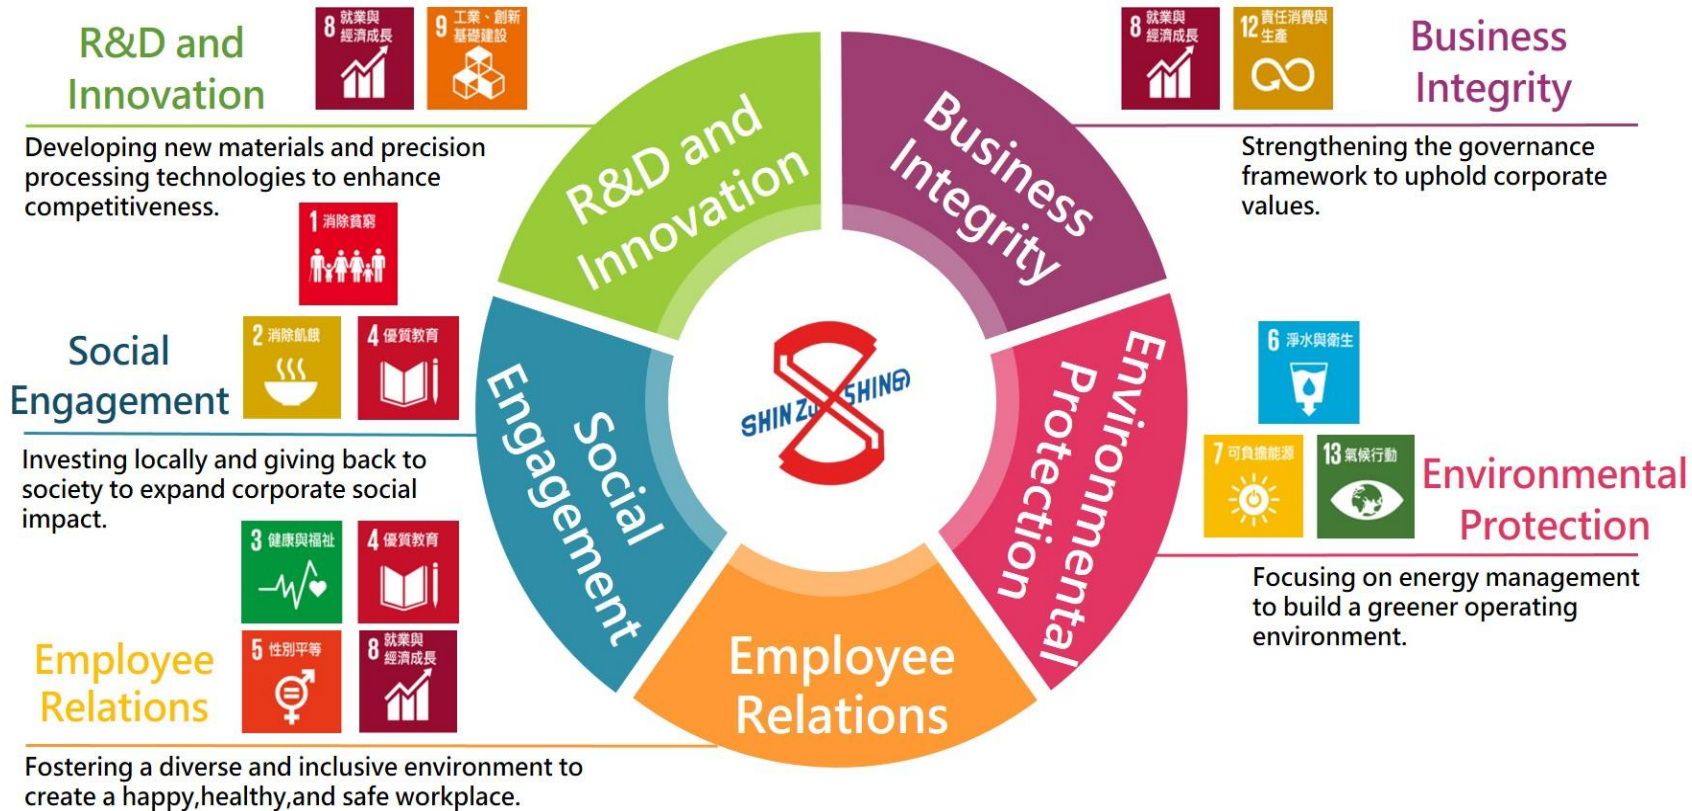 R&D and
Innovation
8 就業與
經濟成長
9 工業、創新
基礎建設
Developing new materials and precision
processing technologies to enhance
competitiveness.
1 消除貧窮
2 消除飢餓
4 優質教育
Social
Engagement
Investing locally and giving back to
society to expand corporate social
impact.
3 健康與福祉
4 優質教育
5 性別平等
8 就業與
經濟成長
Employee
Relations
Fostering a diverse and inclusive environment to
create a happy,healthy,and safe workplace.
R&D and
Innovation
Business
Integrity
Social
Engagement
Environmental
Protection
Employee
Relations
SHIN ZU SHING
8 就業與
經濟成長
12 責任消費與
生產
Business
Integrity
Strengthening the governance
framework to uphold corporate
values.
6 淨水與衛生
7 可負擔能源
13 氣候行動
Environmental
Protection
Focusing on energy management
to build a greener operating
environment.